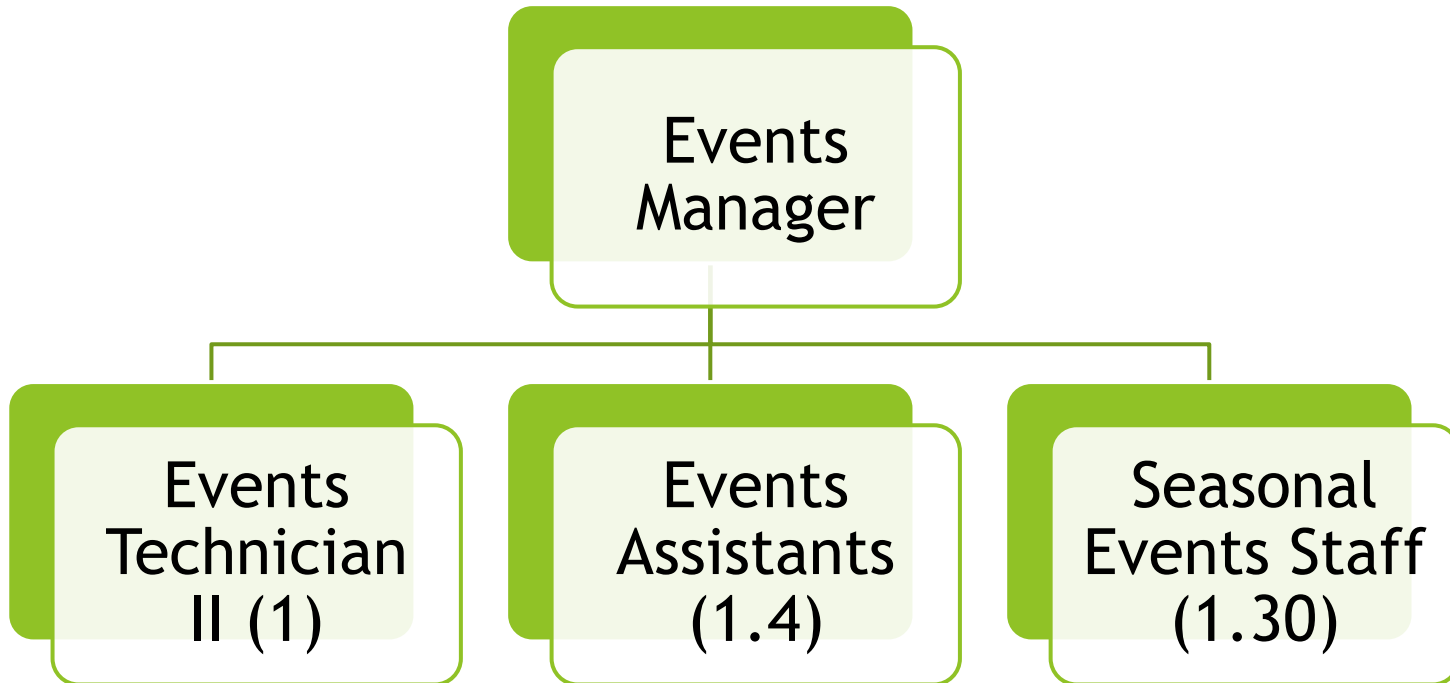 Events
Manager
Events
Technician
II (1)
Events
Assistants
(1.4)
Seasonal
Events Staff
(1.30)